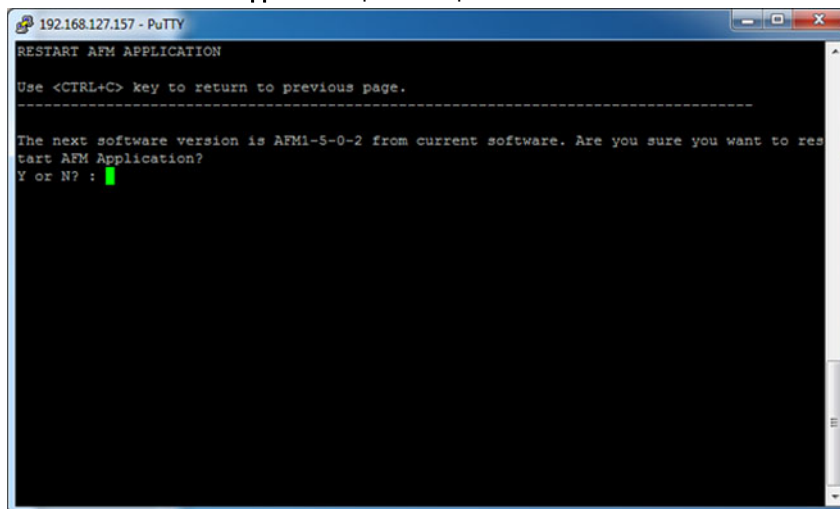 192.168.127.157 - PuTTY
RESTART AFM APPLICATION
Use <CTRL+C> key to return to previous page.
--------------------------------------------------------------------------------
The next software version is AFM1-5-0-2 from current software. Are you sure you want to res
tart AFM Application?
Y or N? :